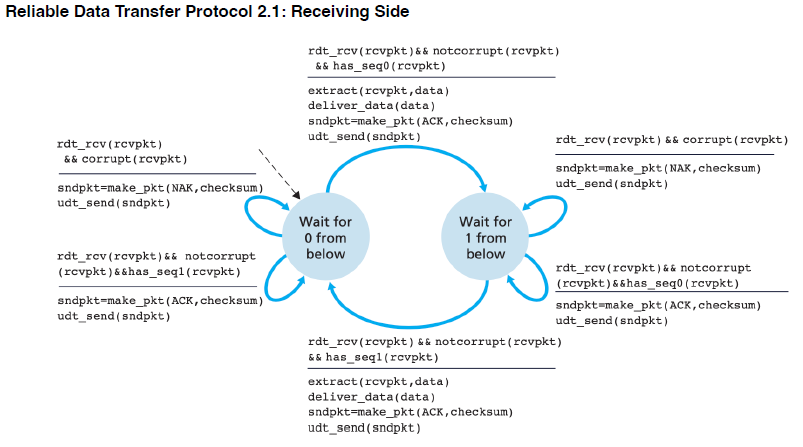 Reliable Data Transfer Protocol 2.1: Receiving Side
rdt_rcv(rcvpkt)&& notcorrupt(rcvpkt)
&& has_seq0(rcvpkt)
extract(rcvpkt,data)
deliver_data(data)
sndpkt=make_pkt(ACK,checksum)
udt_send(sndpkt)
rdt_rcv(rcvpkt)
&& corrupt(rcvpkt)
sndpkt=make_pkt(NAK,checksum)
udt_send(sndpkt)
rdt_rcv(rcvpkt) && corrupt(rcvpkt)
sndpkt=make_pkt(NAK,checksum)
udt_send(sndpkt)
Wait for
0 from
below
Wait for
1 from
below
rdt_rcv(rcvpkt)&& notcorrupt
(rcvpkt)&&has_seq1(rcvpkt)
sndpkt=make_pkt(ACK,checksum)
udt_send(sndpkt)
rdt_rcv(rcvpkt)&& notcorrupt
(rcvpkt)&&has_seq0(rcvpkt)
sndpkt=make_pkt(ACK,checksum)
udt_send(sndpkt)
rdt_rcv(rcvpkt) && notcorrupt(rcvpkt)
&& has_seq1(rcvpkt)
extract(rcvpkt,data)
deliver_data(data)
sndpkt=make_pkt(ACK,checksum)
udt_send(sndpkt)